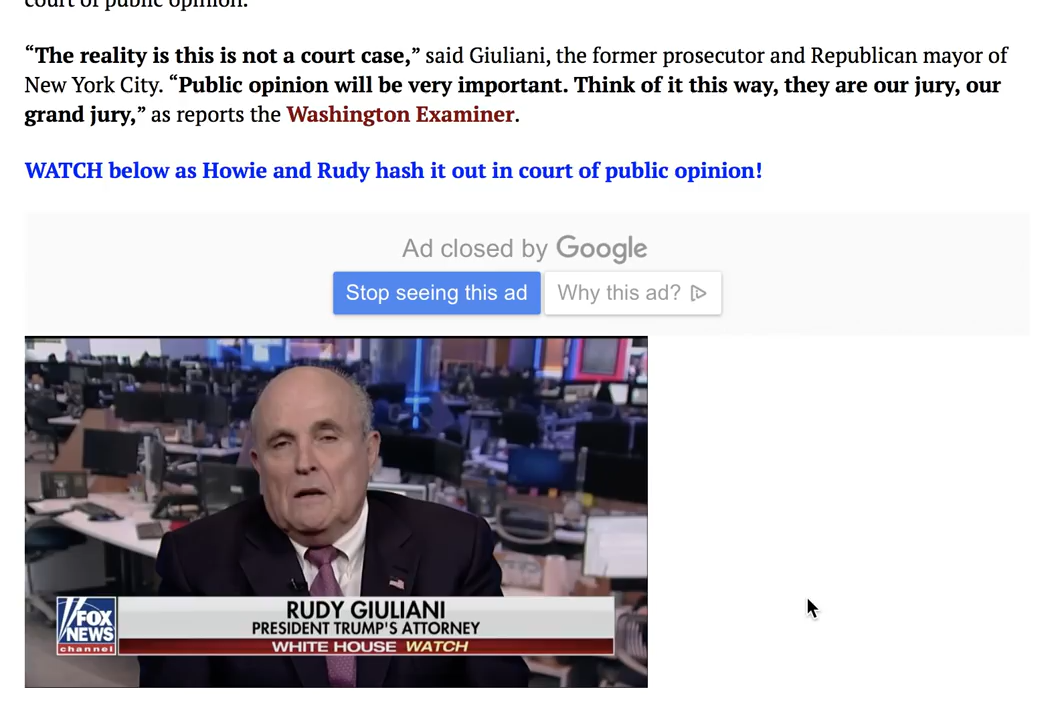 court of public opinion.
“The reality is this is not a court case,” said Giuliani, the former prosecutor and Republican mayor of
New York City. “Public opinion will be very important. Think of it this way, they are our jury, our
grand jury,” as reports the Washington Examiner.
WATCH below as Howie and Rudy hash it out in court of public opinion!
Ad closed by Google
Stop seeing this ad
Why this ad?
RUDY GIULIANI
PRESIDENT TRUMP'S ATTORNEY
WHITE HOUSE WATCH
FOX
NEWS
channel